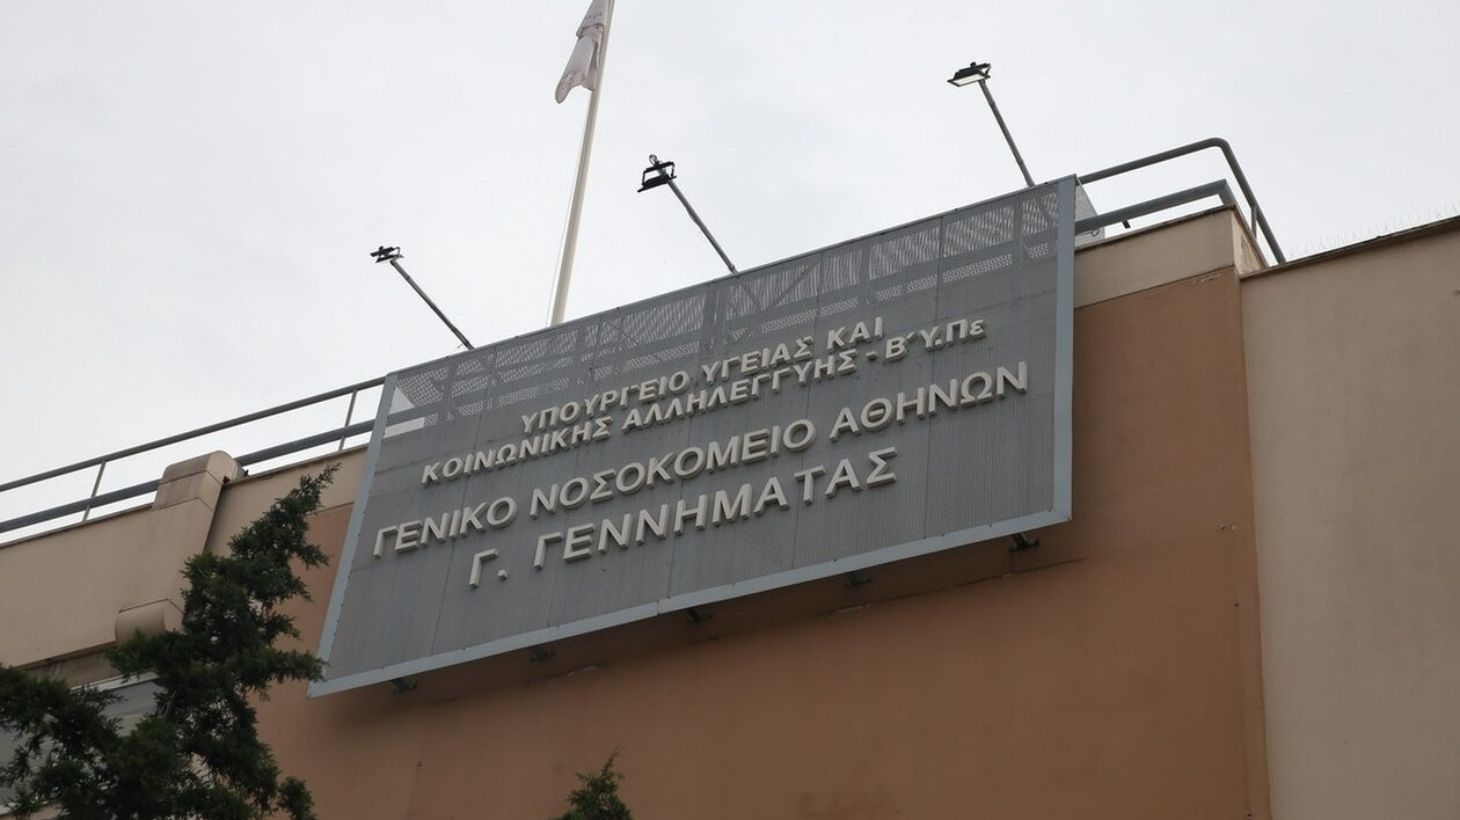 ΥΠΟΥΡΓΕΙΟ ΥΓΕΙΑΣ ΚΑΙ
ΚΟΙΝΩΝΙΚΗΣ ΑΛΛΗΛΕΓΓΥΗΣ - Β΄Υ.Πε
ΓΕΝΙΚΟ ΝΟΣΟΚΟΜΕΙΟ ΑΘΗΝΩΝ
Γ. ΓΕΝΝΗΜΑΤΑΣ